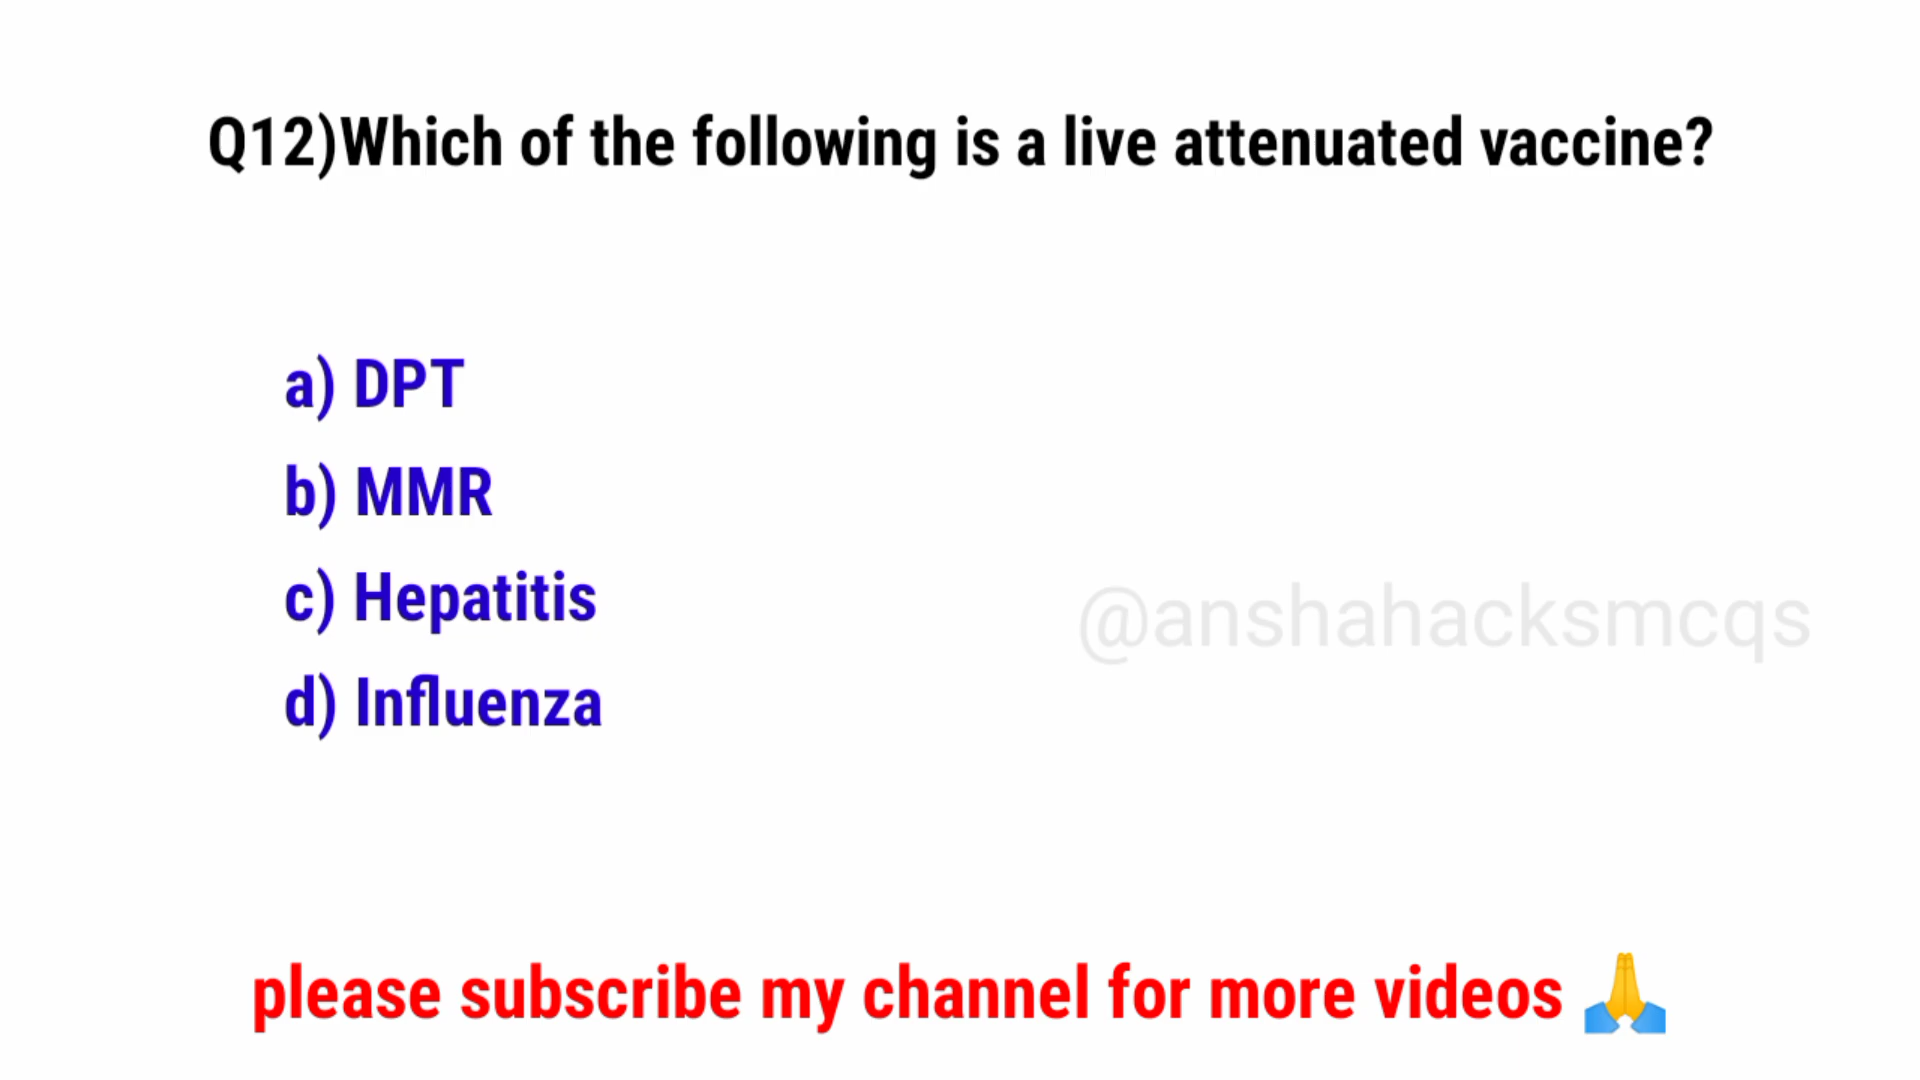 Q12)Which of the following is a live attenuated vaccine?
a) DPT
b) MMR
c) Hepatitis
@anshahacksmcqs
d) Influenza
please subscribe my channel for more videos 🙏